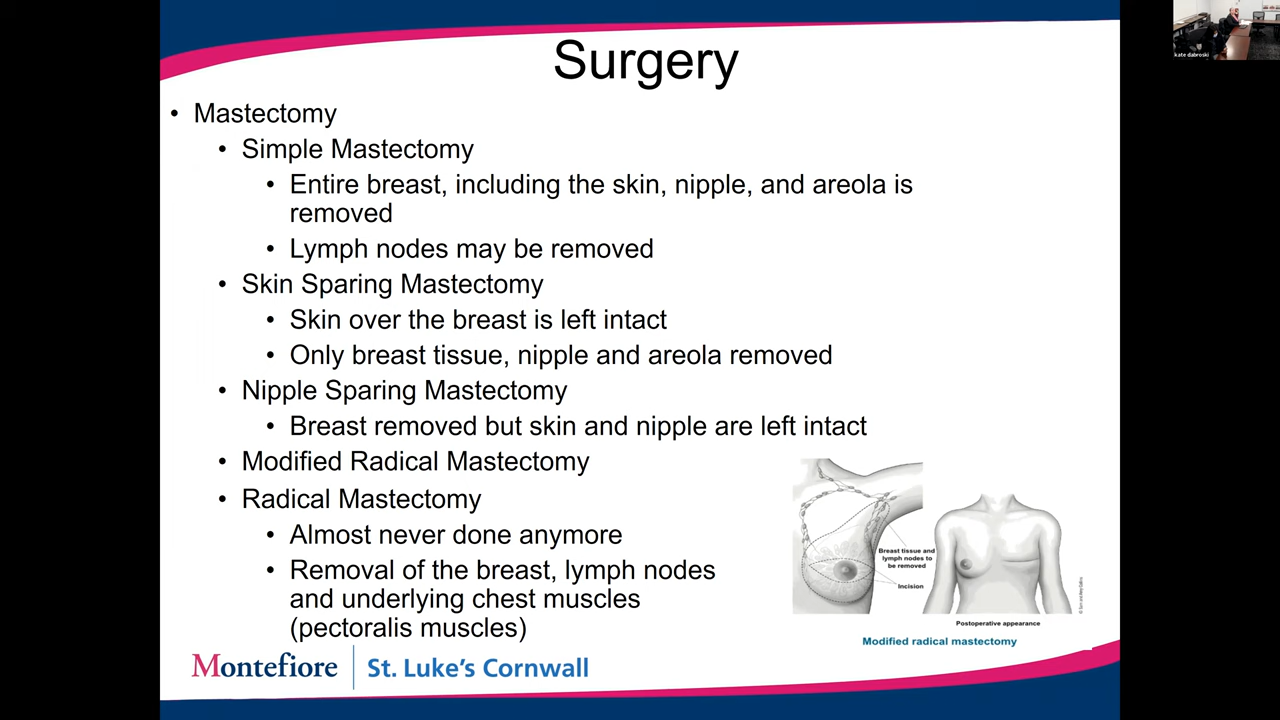 kate dabroski
Surgery
• Mastectomy
• Simple Mastectomy
• Entire breast, including the skin, nipple, and areola is
removed
• Lymph nodes may be removed
• Skin Sparing Mastectomy
• Skin over the breast is left intact
• Only breast tissue, nipple and areola removed
• Nipple Sparing Mastectomy
• Breast removed but skin and nipple are left intact
• Modified Radical Mastectomy
• Radical Mastectomy
• Almost never done anymore
• Removal of the breast, lymph nodes
and underlying chest muscles
(pectoralis muscles)
Breast tissue and
lymph nodes to
be removed
Incision
Postoperative appearance
Modified radical mastectomy
Montefiore
St. Luke's Cornwall